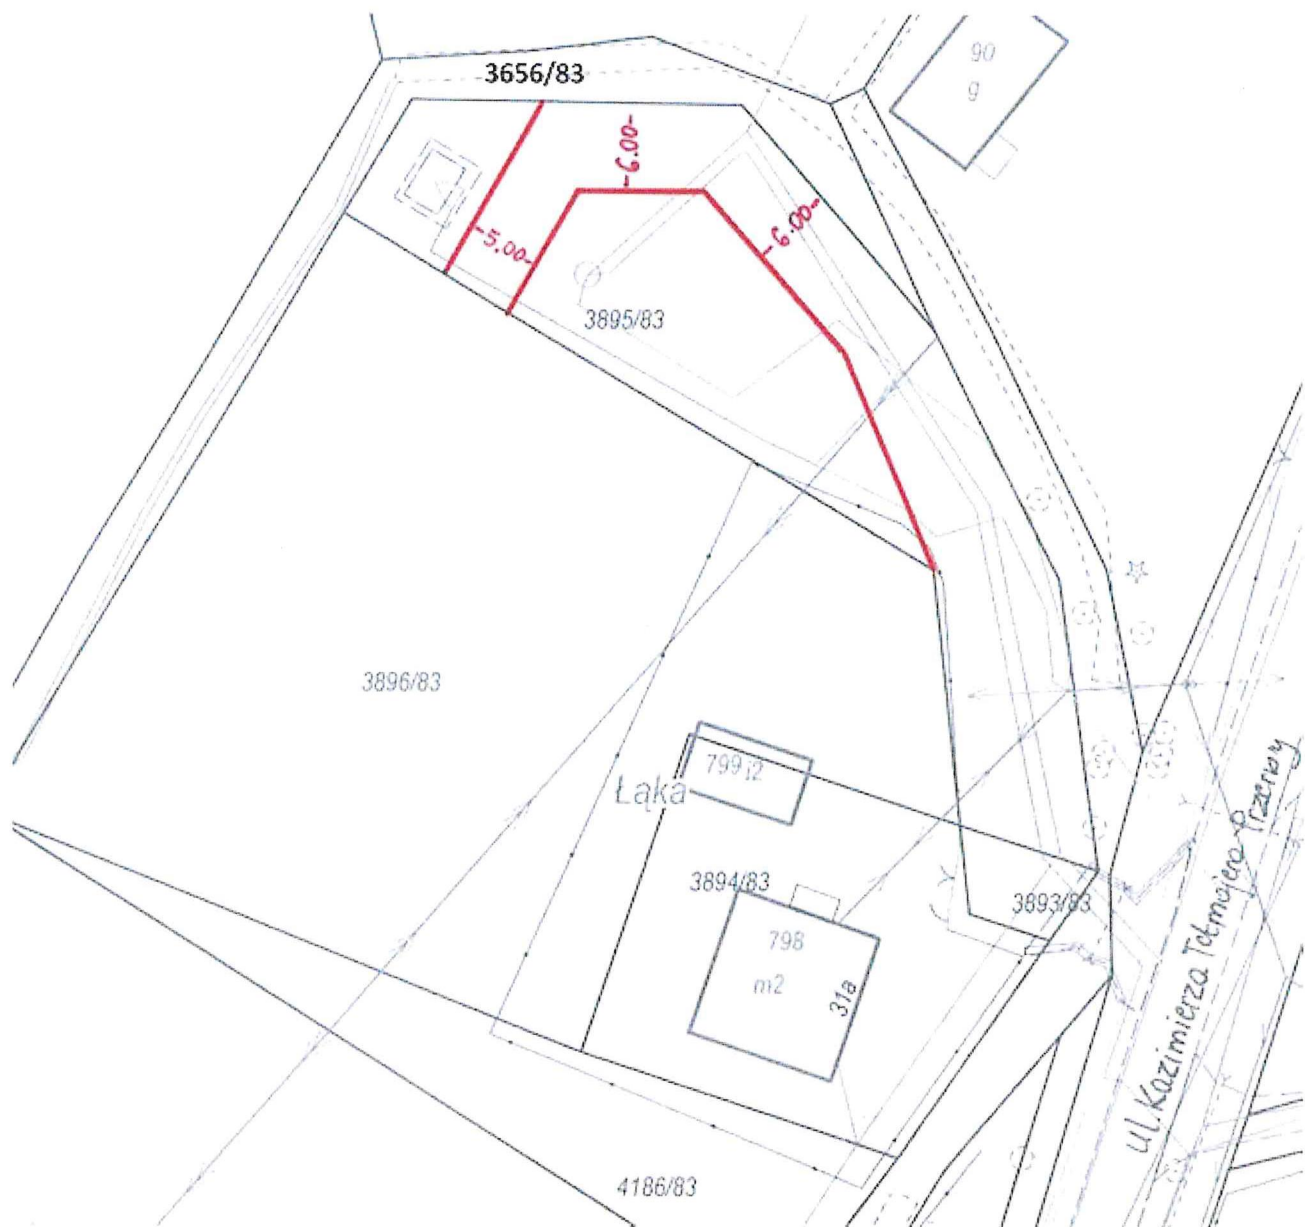 90
g
3656/83
-6.00-
-6.00-
-5.00-
3895/83
3896/83
799 i2
Łąka
3894/83
3893/83
798
m2
31a
ul. Kazimierza Tetmajera Przerwy
4186/83